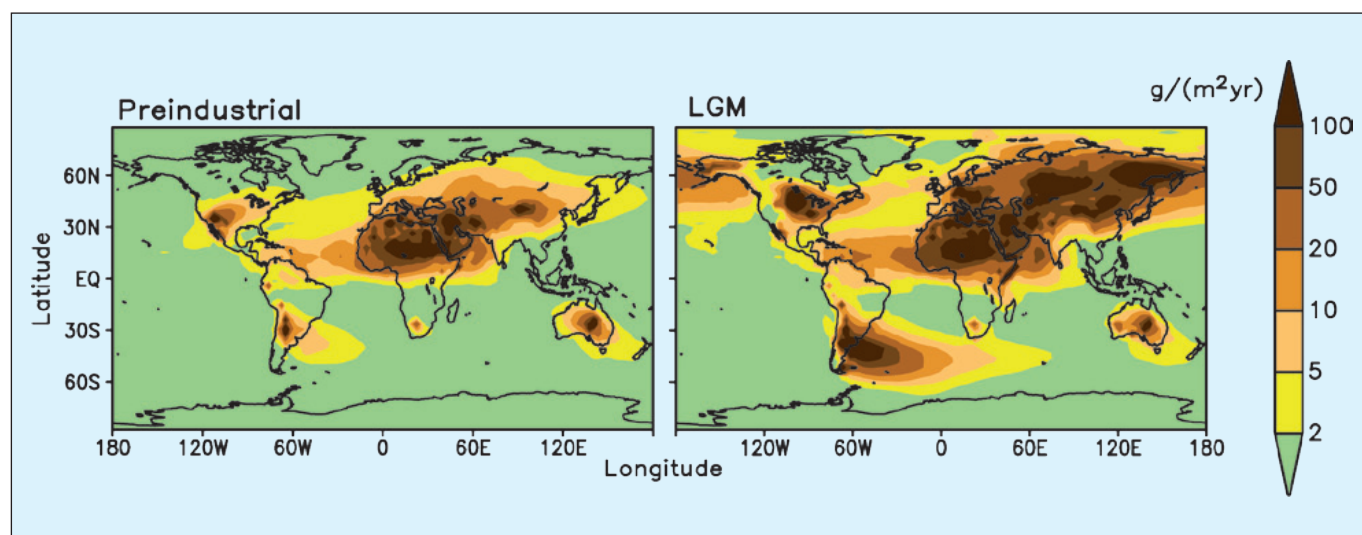 Preindustrial
LGM
g/(m²yr)
100
50
20
10
5
2
Latitude
60N
30N
EQ
30S
60S
180 120W 60W 0 60E 120E
120W 60W 0 60E 120E 180
Longitude